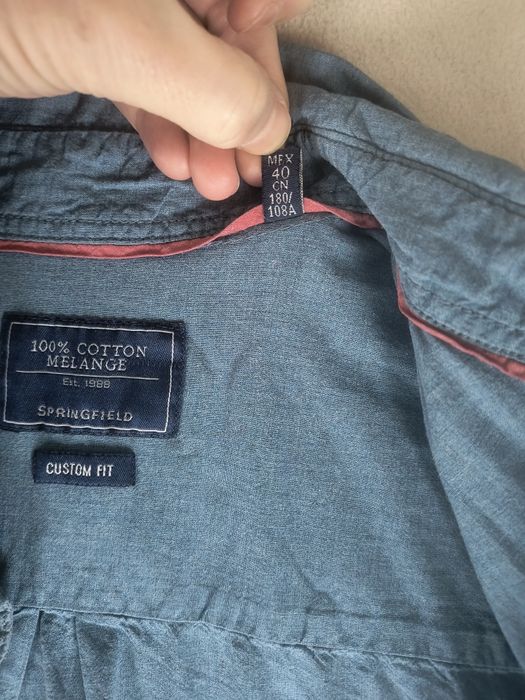 MEX
40
CN
180/
108A
100% COTTON
MELANGE
Est. 1988
SPRINGFIELD
CUSTOM FIT